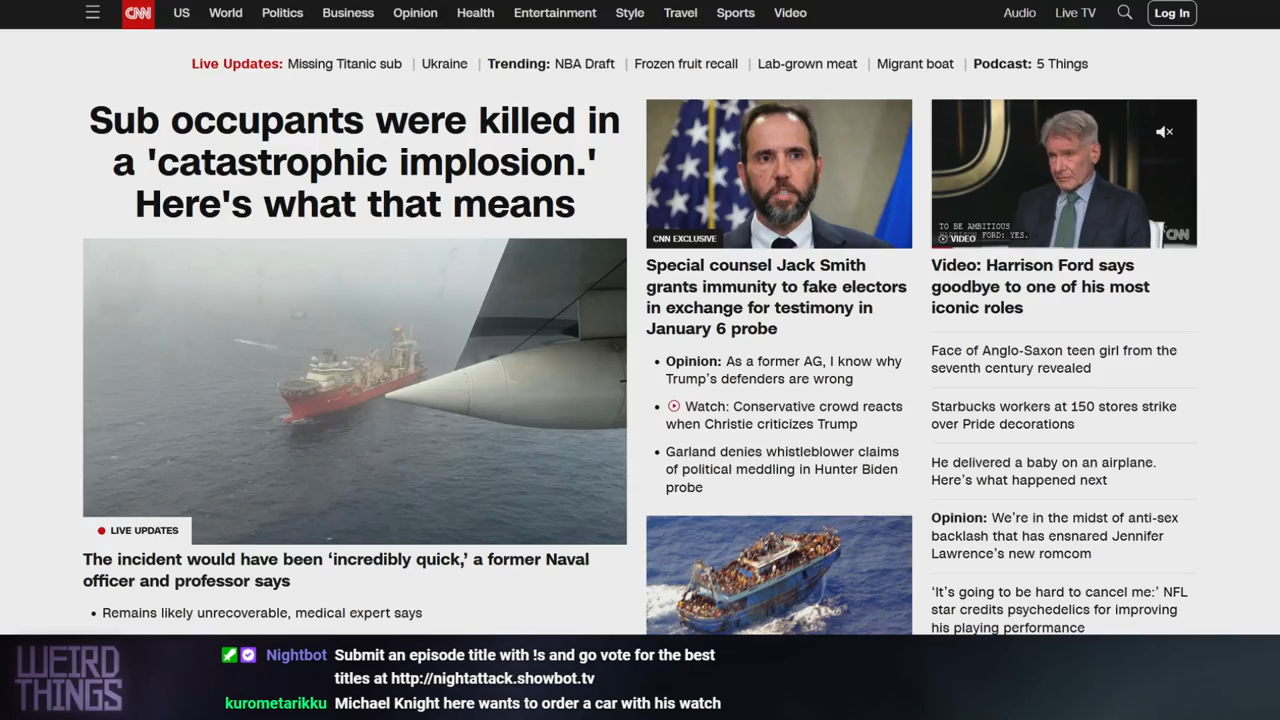 CNN US World Politics Business Opinion Health Entertainment Style Travel Sports Video Audio Live TV Log In
Live Updates: Missing Titanic sub | Ukraine | Trending: NBA Draft | Frozen fruit recall | Lab-grown meat | Migrant boat | Podcast: 5 Things
Sub occupants were killed in
a 'catastrophic implosion.'
Here's what that means
LIVE UPDATES
The incident would have been ‘incredibly quick,’ a former Naval
officer and professor says
• Remains likely unrecoverable, medical expert says
CNN EXCLUSIVE
Special counsel Jack Smith
grants immunity to fake electors
in exchange for testimony in
January 6 probe
• Opinion: As a former AG, I know why
Trump’s defenders are wrong
• Watch: Conservative crowd reacts
when Christie criticizes Trump
• Garland denies whistleblower claims
of political meddling in Hunter Biden
probe
TO BE AMBITIOUS
HARRISON FORD: YES.
VIDEO
CNN
Video: Harrison Ford says
goodbye to one of his most
iconic roles
Face of Anglo-Saxon teen girl from the
seventh century revealed
Starbucks workers at 150 stores strike
over Pride decorations
He delivered a baby on an airplane.
Here’s what happened next
Opinion: We’re in the midst of anti-sex
backlash that has ensnared Jennifer
Lawrence’s new romcom
‘It’s going to be hard to cancel me:’ NFL
star credits psychedelics for improving
his playing performance
WEIRD
THINGS
Nightbot Submit an episode title with !s and go vote for the best
titles at http://nightattack.showbot.tv
kurometarikku Michael Knight here wants to order a car with his watch